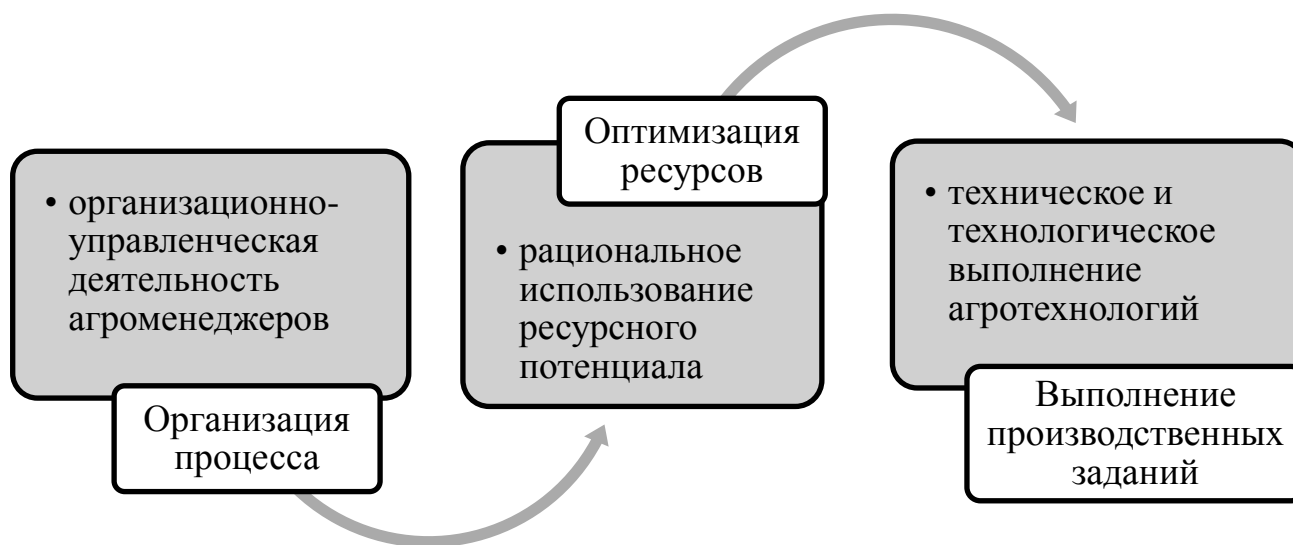 • организационно-
управленческая
деятельность
агроменеджеров
Организация
процесса
Оптимизация
ресурсов
• рациональное
использование
ресурсного
потенциала
• техническое и
технологическое
выполнение
агротехнологий
Выполнение
производственных
заданий